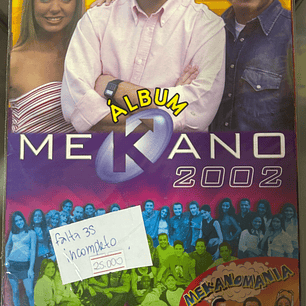 ÁLBUM
MEKANO
2002
falta 35
incompleto
25.000
MEKANOMANIA